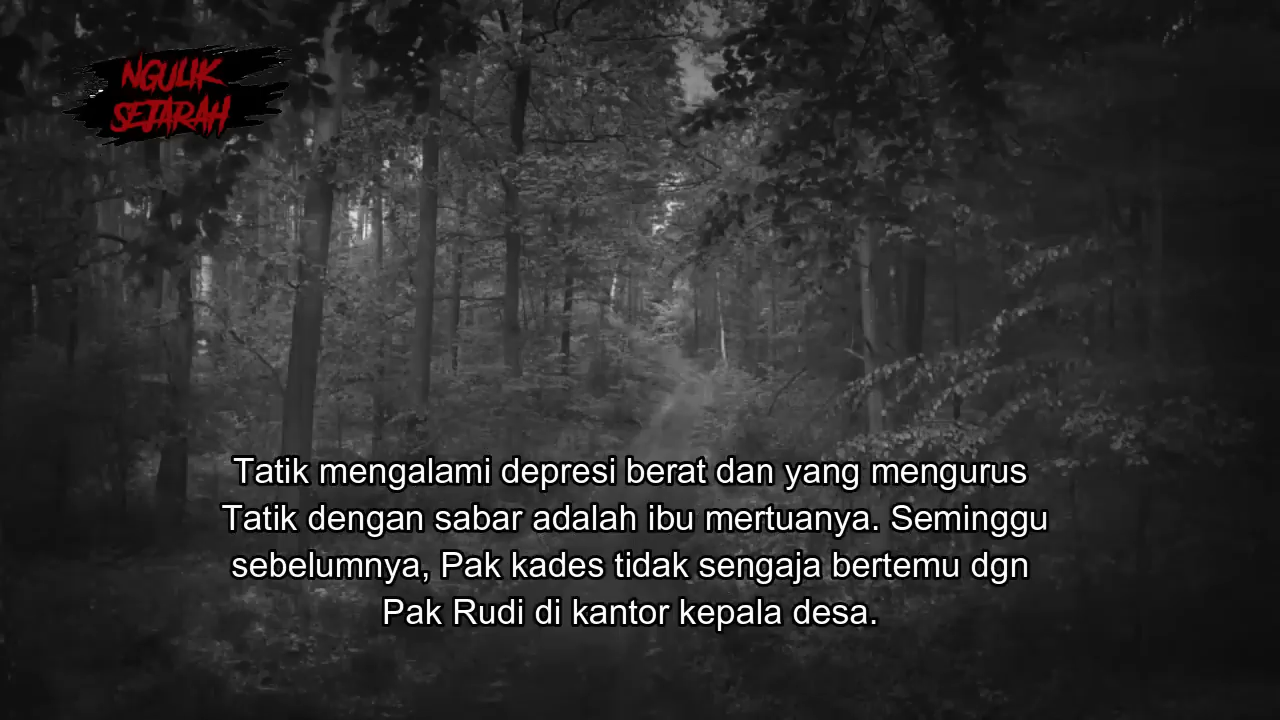 NGULIK
SEJARAH
Tatik mengalami depresi berat dan yang mengurus
Tatik dengan sabar adalah ibu mertuanya. Seminggu
sebelumnya, Pak kades tidak sengaja bertemu dgn
Pak Rudi di kantor kepala desa.